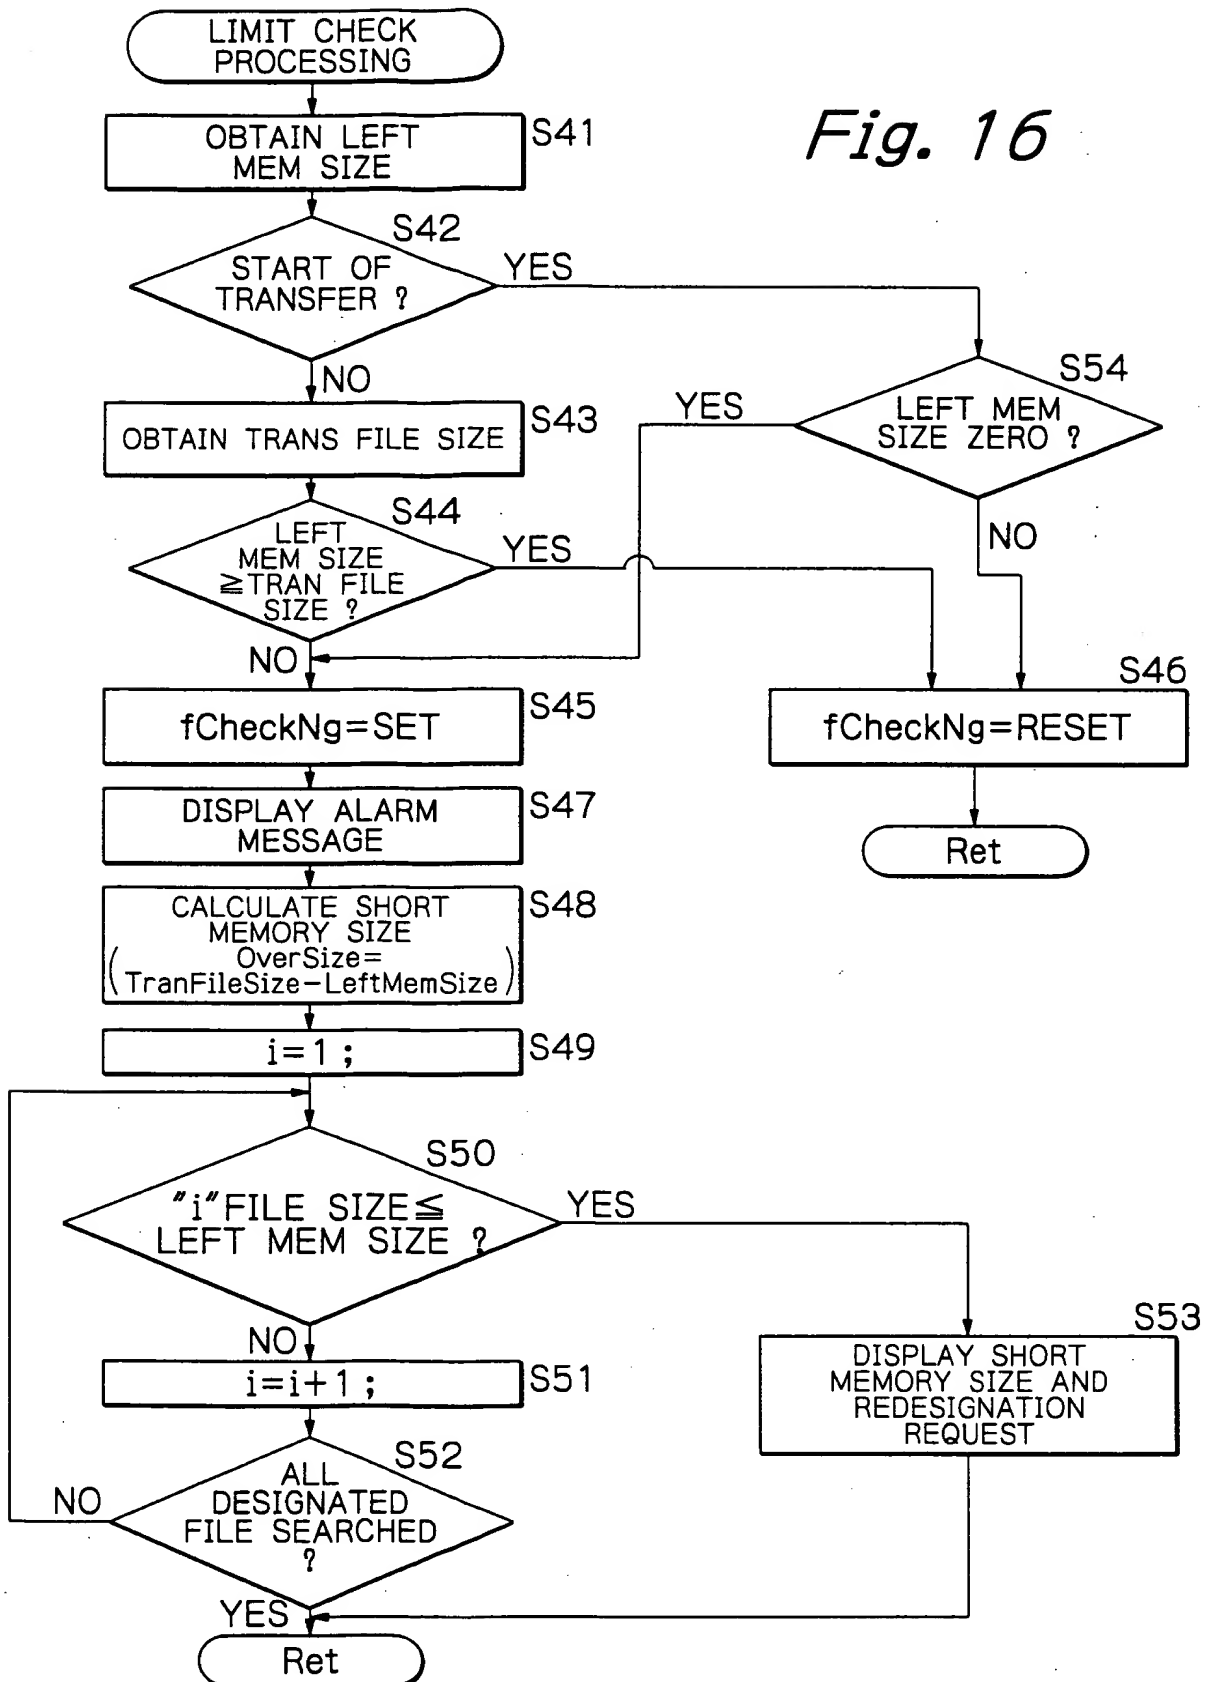 LIMIT CHECK
PROCESSING
Fig. 16
OBTAIN LEFT
MEM SIZE
S41
S42
START OF
TRANSFER ?
YES
NO
S54
LEFT MEM
SIZE ZERO ?
YES
NO
OBTAIN TRANS FILE SIZE
S43
S44
LEFT
MEM SIZE
≧TRAN FILE
SIZE ?
YES
NO
fCheckNg=SET
S45
S46
fCheckNg=RESET
Ret
DISPLAY ALARM
MESSAGE
S47
CALCULATE SHORT
MEMORY SIZE
(OverSize=
TranFileSize-LeftMemSize)
S48
i=1 ;
S49
S50
"i"FILE SIZE≦
LEFT MEM SIZE ?
YES
NO
i=i+1 ;
S51
S53
DISPLAY SHORT
MEMORY SIZE AND
REDESIGNATION
REQUEST
S52
ALL
DESIGNATED
FILE SEARCHED
?
NO
YES
Ret